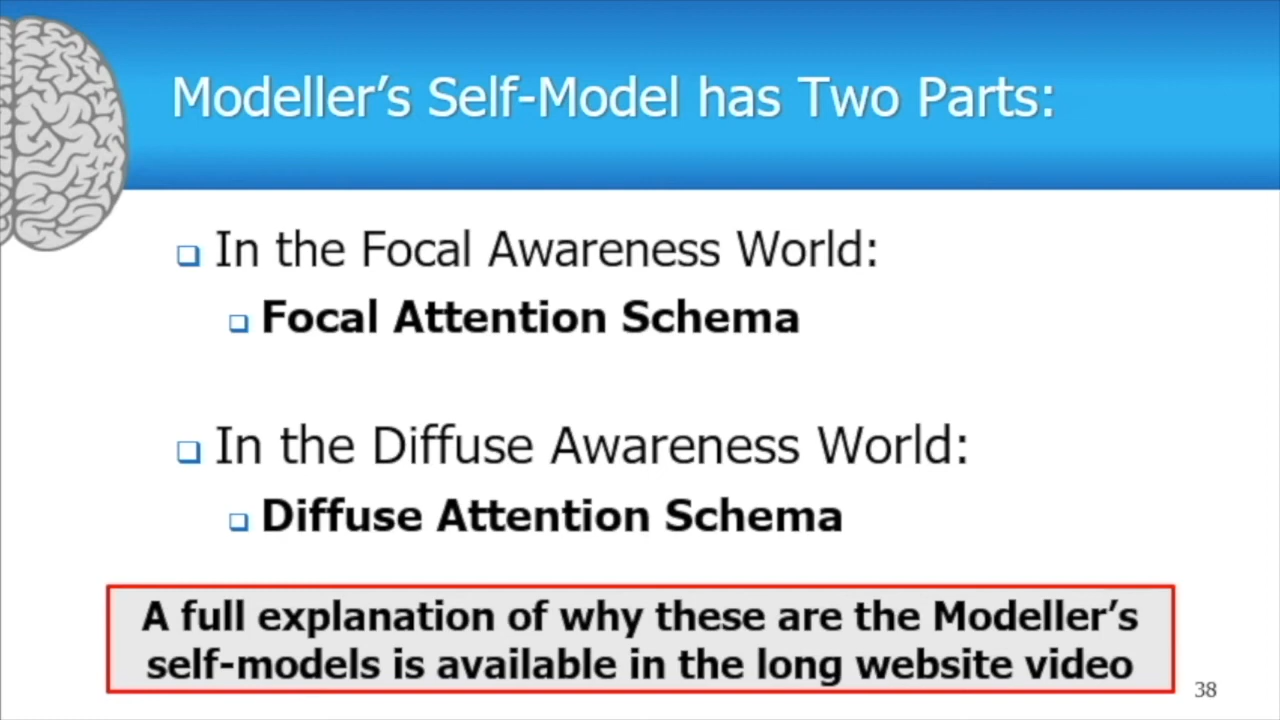 Modeller’s Self-Model has Two Parts:
In the Focal Awareness World:
Focal Attention Schema
In the Diffuse Awareness World:
Diffuse Attention Schema
A full explanation of why these are the Modeller’s
self-models is available in the long website video
38